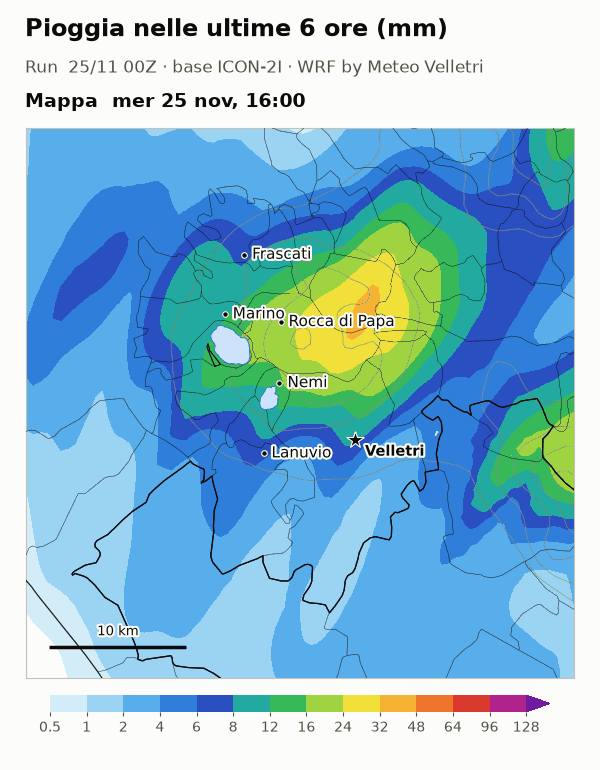 Pioggia nelle ultime 6 ore (mm)
Run 25/11 00Z · base ICON-2I · WRF by Meteo Velletri
Mappa mer 25 nov, 16:00
Frascati
Marino
Rocca di Papa
Nemi
Velletri
Lanuvio
10 km
0.5 1 2 4 6 8 12 16 24 32 48 64 96 128